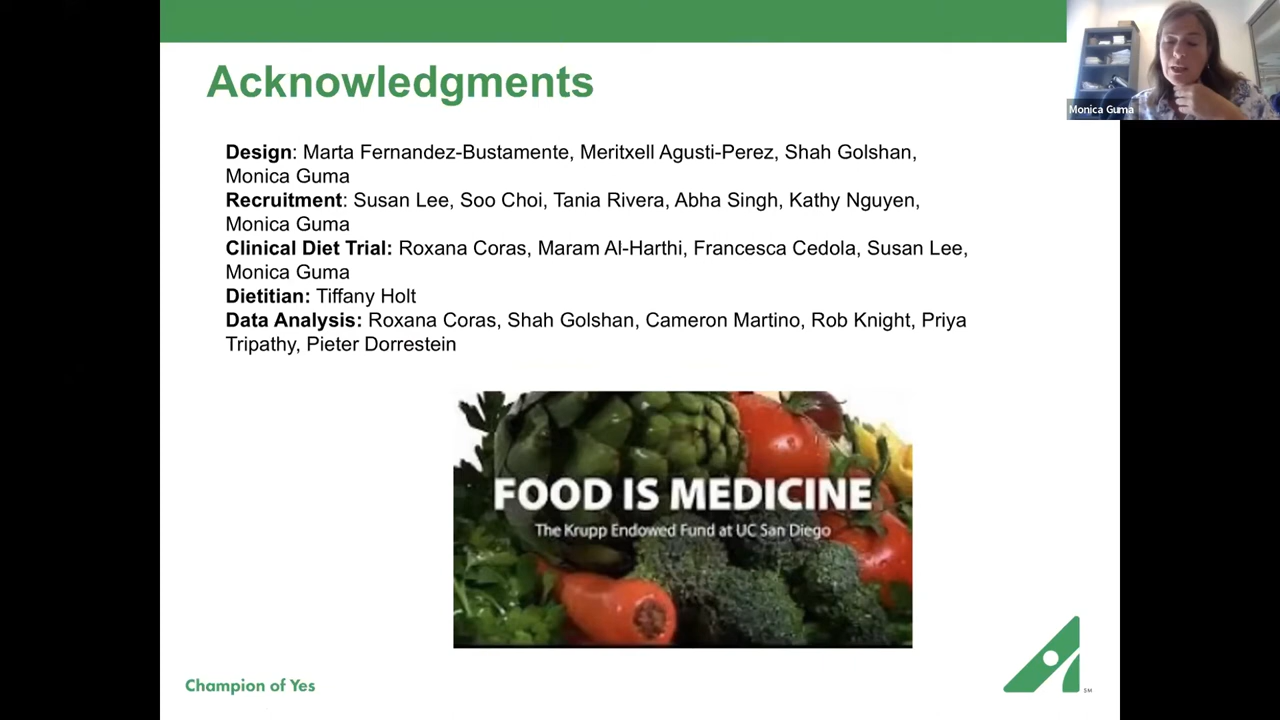 Acknowledgments
Monica Guma
Design: Marta Fernandez-Bustamente, Meritxell Agusti-Perez, Shah Golshan,
Monica Guma
Recruitment: Susan Lee, Soo Choi, Tania Rivera, Abha Singh, Kathy Nguyen,
Monica Guma
Clinical Diet Trial: Roxana Coras, Maram Al-Harthi, Francesca Cedola, Susan Lee,
Monica Guma
Dietitian: Tiffany Holt
Data Analysis: Roxana Coras, Shah Golshan, Cameron Martino, Rob Knight, Priya
Tripathy, Pieter Dorrestein
FOOD IS MEDICINE
The Krupp Endowed Fund at UC San Diego
Champion of Yes
SM